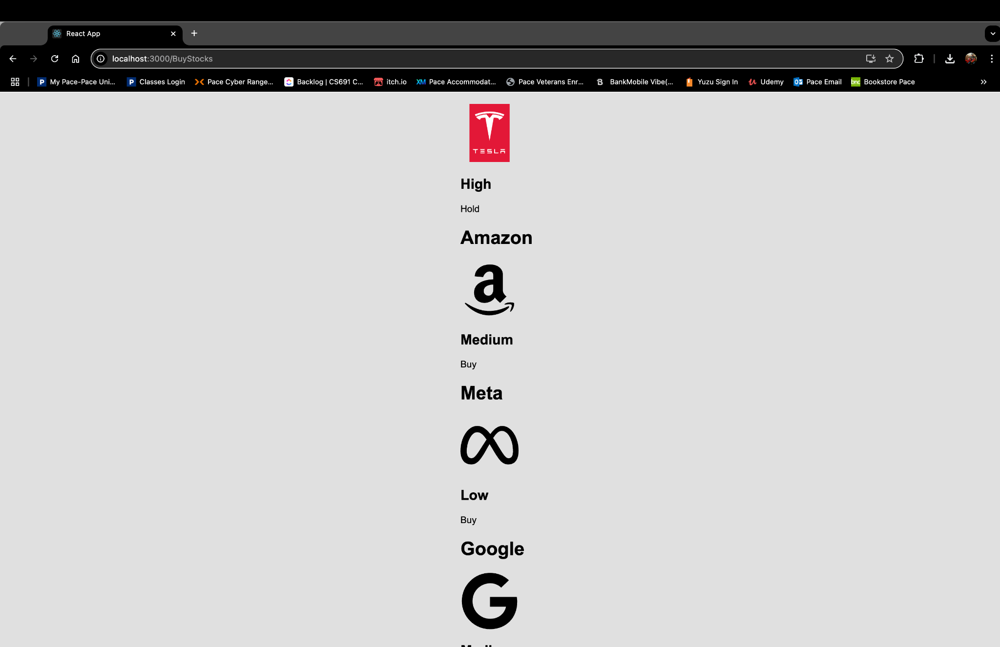 React App
localhost:3000/BuyStocks
My Pace-Pace Uni...
Classes Login
Pace Cyber Range...
Backlog | CS691 C...
itch.io
XM Pace Accommodat...
Pace Veterans Enr...
BankMobile Vibe(...
Yuzu Sign In
Udemy
Pace Email
bnc Bookstore Pace
TESLA
High
Hold
Amazon
a
Medium
Buy
Meta
Low
Buy
Google
G